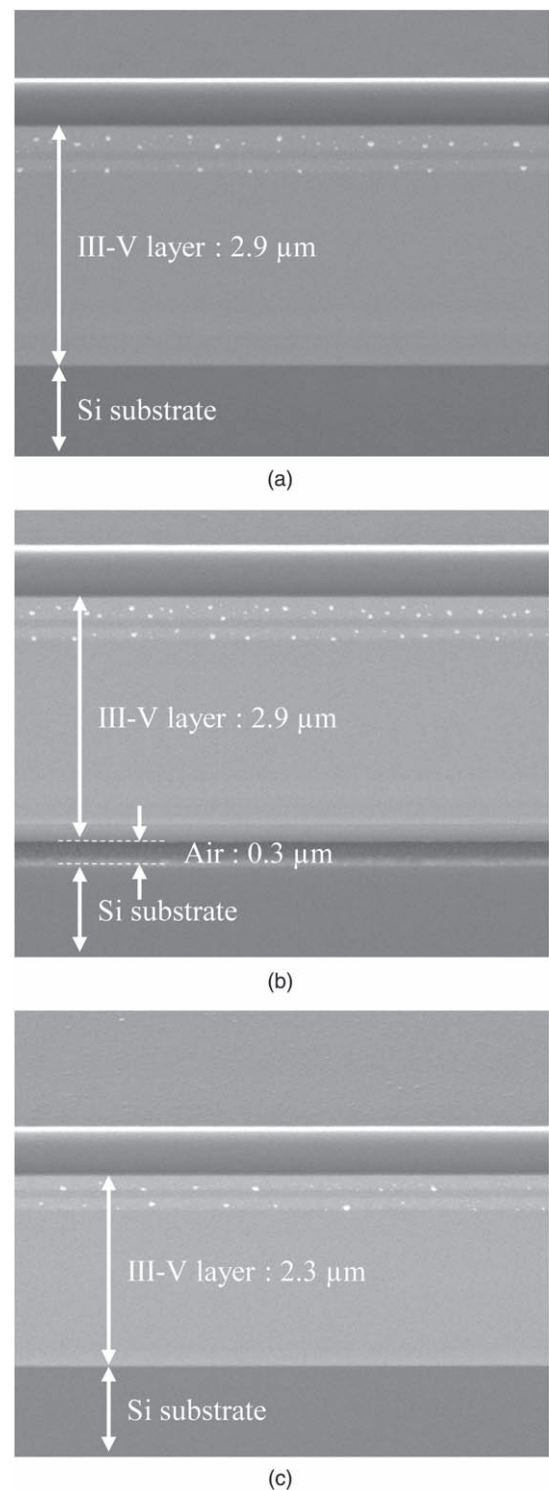 III-V layer : 2.9 µm
Si substrate
(a)
III-V layer : 2.9 µm
Air : 0.3 µm
Si substrate
(b)
III-V layer : 2.3 µm
Si substrate
(c)